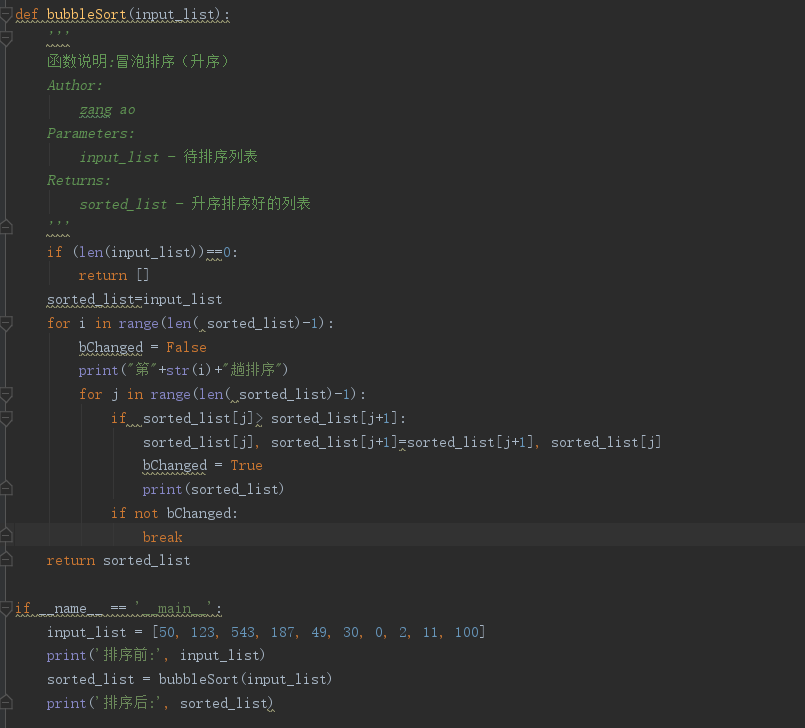 def bubbleSort(input_list):
    '''
    函数说明:冒泡排序（升序）
    Author:
        zang ao
    Parameters:
        input_list - 待排序列表
    Returns:
        sorted_list - 升序排序好的列表
    '''
    if (len(input_list))==0:
        return []
    sorted_list=input_list
    for i in range(len( sorted_list)-1):
        bChanged = False
        print("第"+str(i)+"趟排序")
        for j in range(len( sorted_list)-1):
            if  sorted_list[j]> sorted_list[j+1]:
                sorted_list[j], sorted_list[j+1]=sorted_list[j+1], sorted_list[j]
                bChanged = True
                print(sorted_list)
            if not bChanged:
                break
    return sorted_list
if __name__ == '__main__':
    input_list = [50, 123, 543, 187, 49, 30, 0, 2, 11, 100]
    print('排序前:', input_list)
    sorted_list = bubbleSort(input_list)
    print('排序后:', sorted_list)